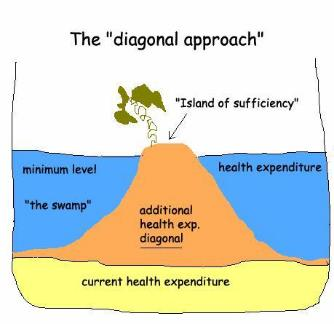 The "diagonal approach"
"Island of sufficiency"
minimum level
health expenditure
"the swamp"
additional
health exp.
diagonal
current health expenditure